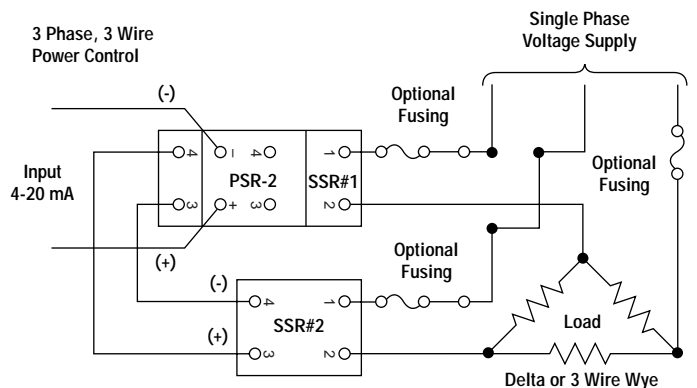 3 Phase, 3 Wire
Power Control
Single Phase
Voltage Supply
(-)
Optional
Fusing
Input
4-20 mA
4
–
4
1
PSR-2
SSR#1
3
+
3
2
Optional
Fusing
(+)
Optional
Fusing
(-)
4
1
SSR#2
(+)
3
2
Load
Delta or 3 Wire Wye